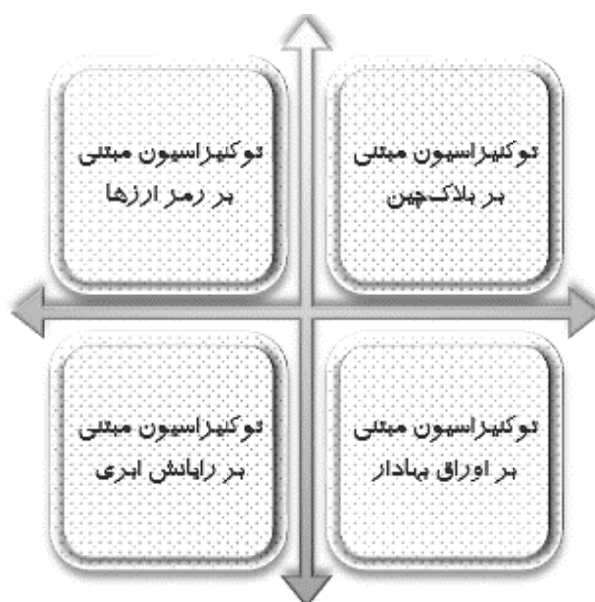 توکنیزاسیون مبتنی
بر بلاک‌چین
توکنیزاسیون مبتنی
بر رمز ارزها
توکنیزاسیون مبتنی
بر اوراق بهادار
توکنیزاسیون مبتنی
بر رایانش ابری